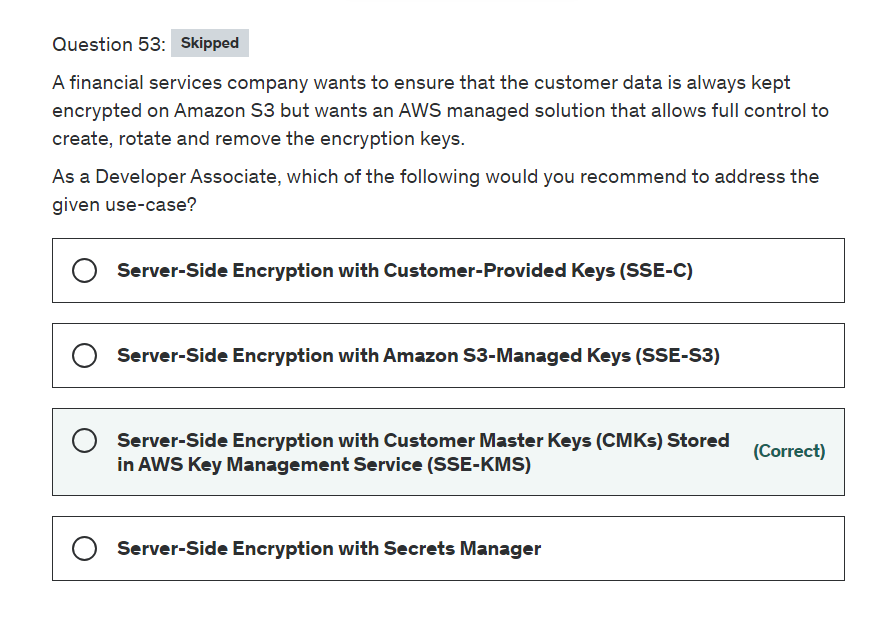 Question 53: Skipped
A financial services company wants to ensure that the customer data is always kept
encrypted on Amazon S3 but wants an AWS managed solution that allows full control to
create, rotate and remove the encryption keys.
As a Developer Associate, which of the following would you recommend to address the
given use-case?
Server-Side Encryption with Customer-Provided Keys (SSE-C)
Server-Side Encryption with Amazon S3-Managed Keys (SSE-S3)
Server-Side Encryption with Customer Master Keys (CMKs) Stored
in AWS Key Management Service (SSE-KMS)
(Correct)
Server-Side Encryption with Secrets Manager